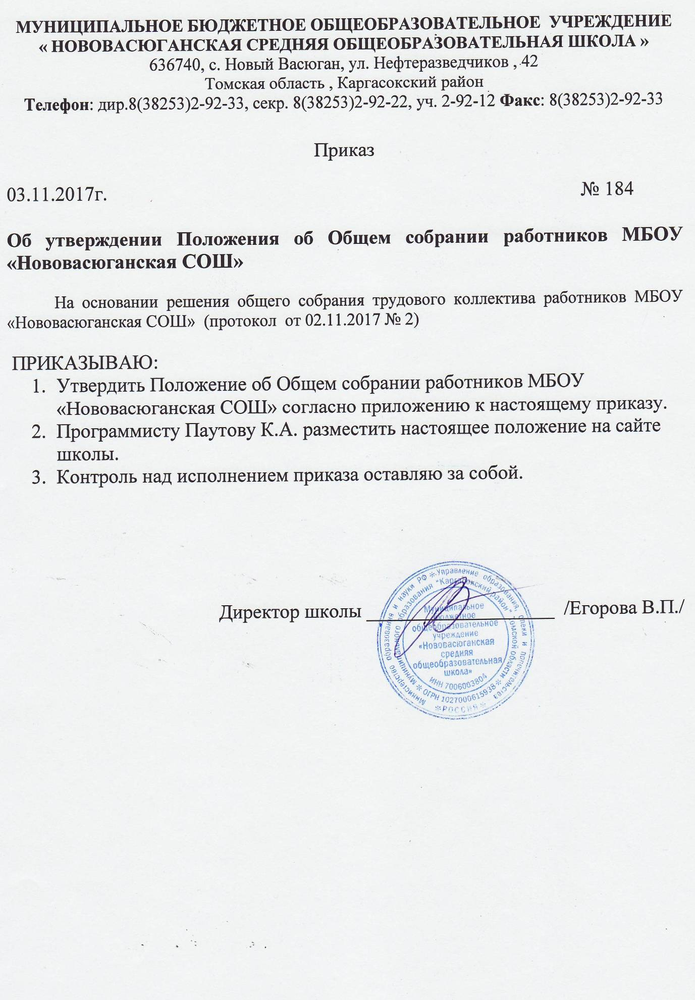 МУНИЦИПАЛЬНОЕ БЮДЖЕТНОЕ ОБЩЕОБРАЗОВАТЕЛЬНОЕ УЧРЕЖДЕНИЕ
« НОВОВАСЮГАНСКАЯ СРЕДНЯЯ ОБЩЕОБРАЗОВАТЕЛЬНАЯ ШКОЛА »
636740, с. Новый Васюган, ул. Нефтеразведчиков , 42
Томская область , Каргасокский район
Телефон: дир.8(38253)2-92-33, секр. 8(38253)2-92-22, уч. 2-92-12 Факс: 8(38253)2-92-33
Приказ
03.11.2017г. № 184
Об утверждении Положения об Общем собрании работников МБОУ
«Нововасюганская СОШ»
На основании решения общего собрания трудового коллектива работников МБОУ
«Нововасюганская СОШ» (протокол от 02.11.2017 № 2)
ПРИКАЗЫВАЮ:
1. Утвердить Положение об Общем собрании работников МБОУ
«Нововасюганская СОШ» согласно приложению к настоящему приказу.
2. Программисту Паутову К.А. разместить настоящее положение на сайте
школы.
3. Контроль над исполнением приказа оставляю за собой.
Директор школы /Егорова В.П./
Министерство образования и науки РФ * Управление образования, опеки и попечительства
* РОССИЯ *
* Муниципального образования "Каргасокский район" Томской области *
ОГРН 1027000615938
Муниципальное
бюджетное
общеобразовательное
учреждение
«Нововасюганская
средняя
общеобразовательная
школа»
ИНН 7006003804